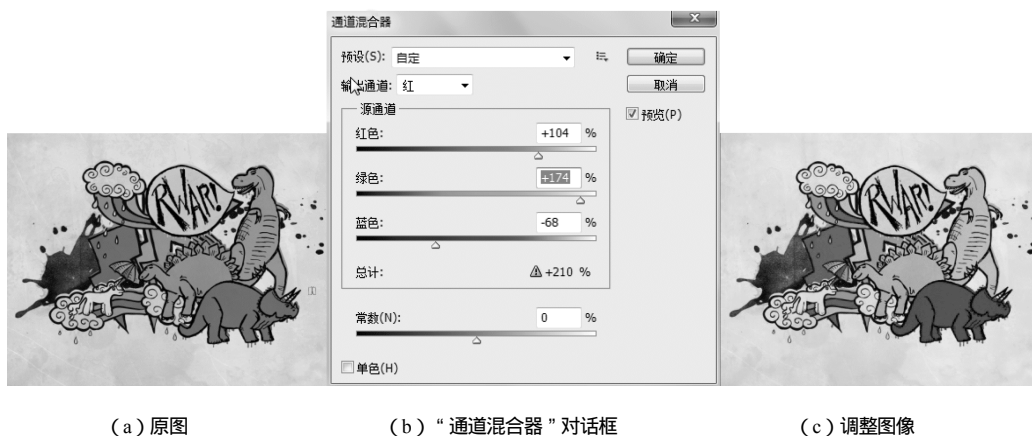 通道混合器
预设(S): 自定
确定
输出通道: 红
取消
源通道
预览(P)
红色: +104 %
绿色: +174 %
蓝色: -68 %
总计: +210 %
常数(N): 0 %
单色(H)
RWAR!
RWAR!
(a)原图
(b)“通道混合器”对话框
(c)调整图像